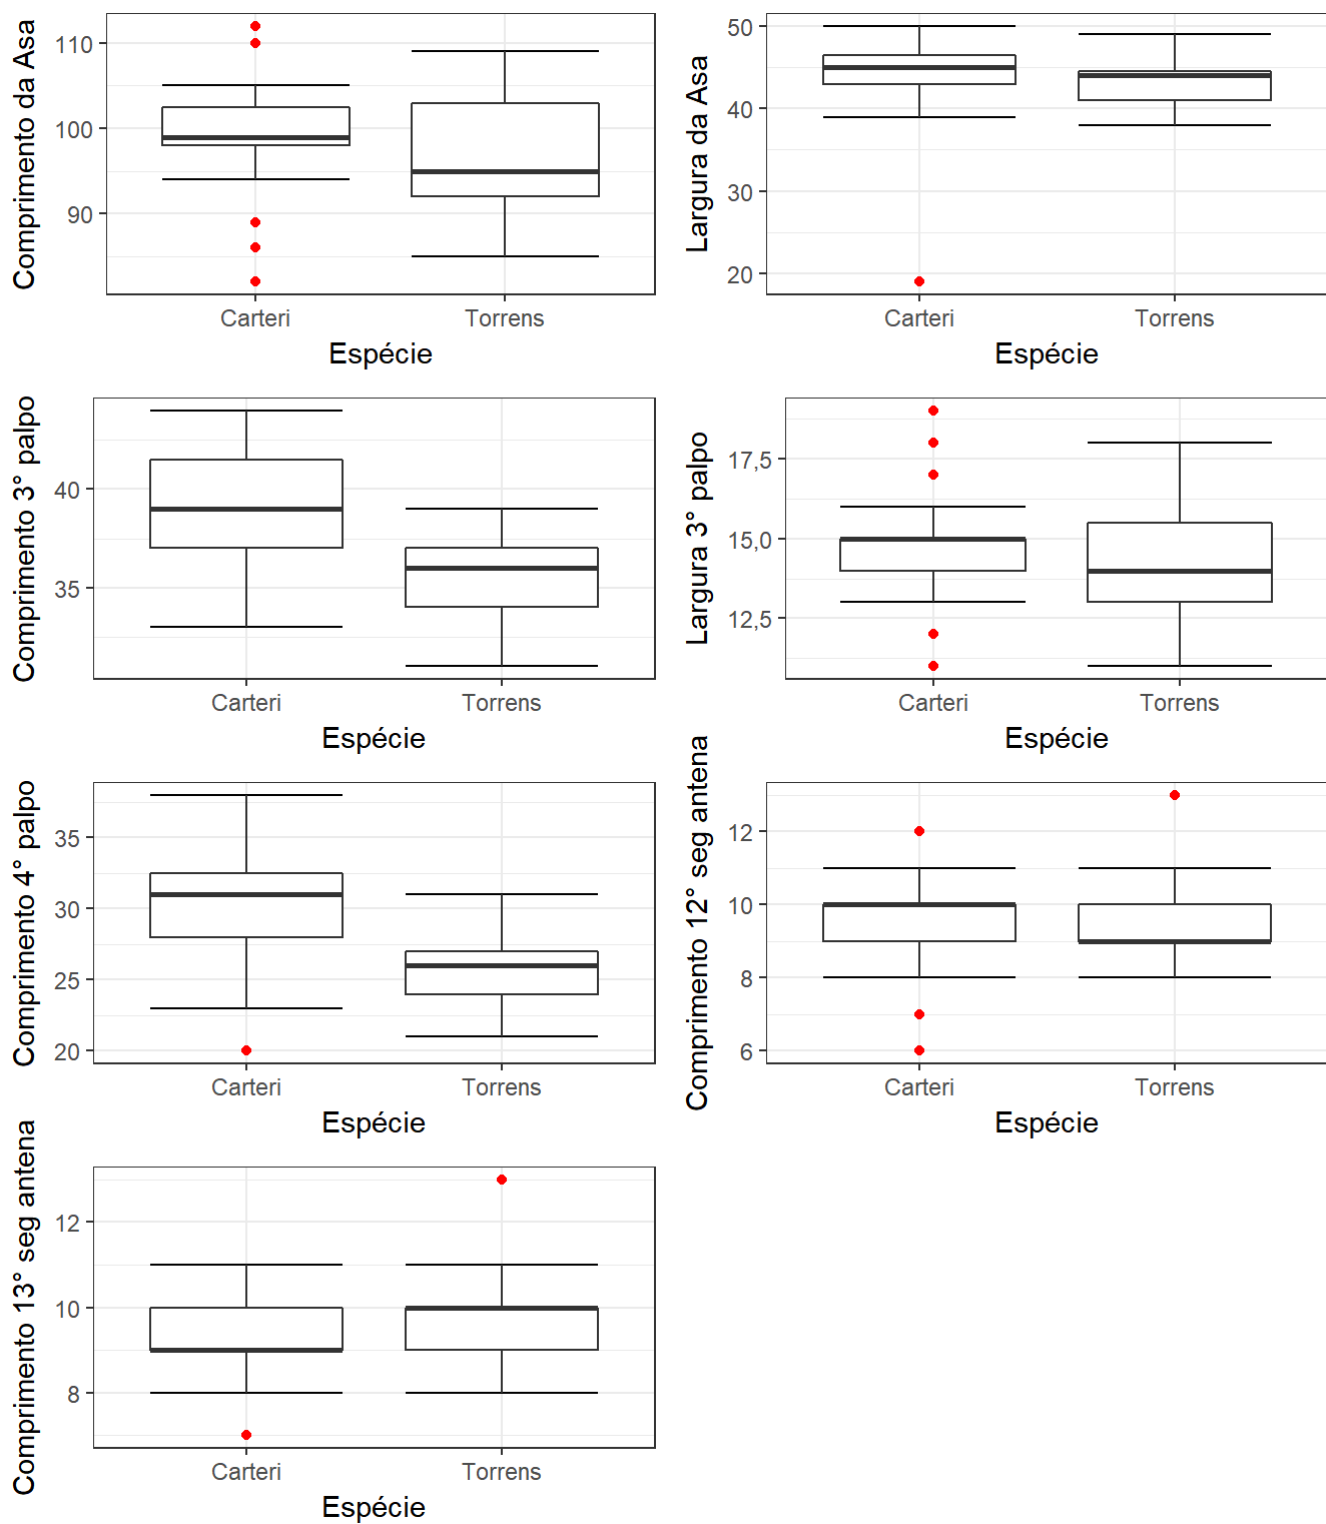 Comprimento da Asa
110
100
90
Carteri
Torrens
Espécie
Largura da Asa
50
40
30
20
Carteri
Torrens
Espécie
Comprimento 3° palpo
40
35
Carteri
Torrens
Espécie
Largura 3° palpo
17,5
15,0
12,5
Carteri
Torrens
Espécie
Comprimento 4° palpo
35
30
25
20
Carteri
Torrens
Espécie
Comprimento 12° seg antena
12
10
8
6
Carteri
Torrens
Espécie
Comprimento 13° seg antena
12
10
8
Carteri
Torrens
Espécie